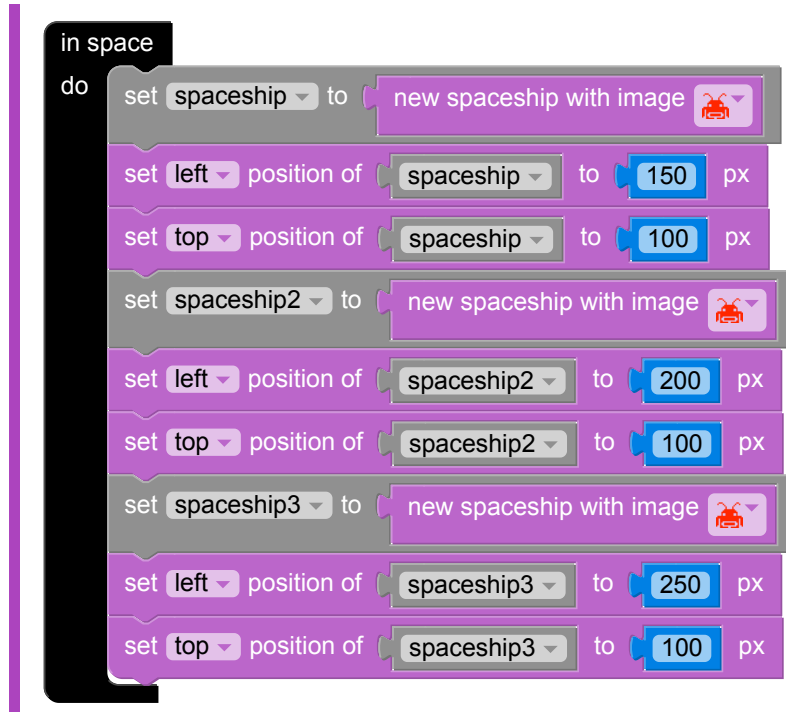 in space
do
set spaceship to new spaceship with image
set left position of spaceship to 150 px
set top position of spaceship to 100 px
set spaceship2 to new spaceship with image
set left position of spaceship2 to 200 px
set top position of spaceship2 to 100 px
set spaceship3 to new spaceship with image
set left position of spaceship3 to 250 px
set top position of spaceship3 to 100 px